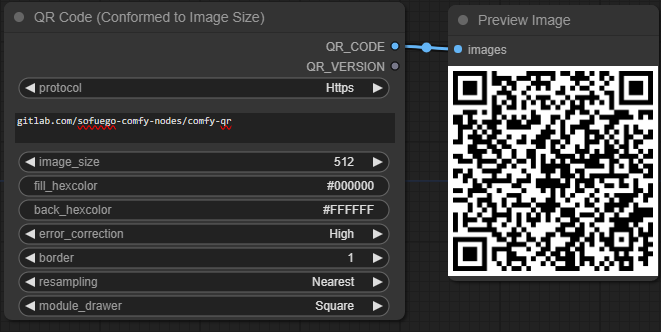 QR Code (Conformed to Image Size)
QR_CODE
QR_VERSION
protocol Https
gitlab.com/sofuego-comfy-nodes/comfy-qr
image_size 512
fill_hexcolor #000000
back_hexcolor #FFFFFF
error_correction High
border 1
resampling Nearest
module_drawer Square
Preview Image
images